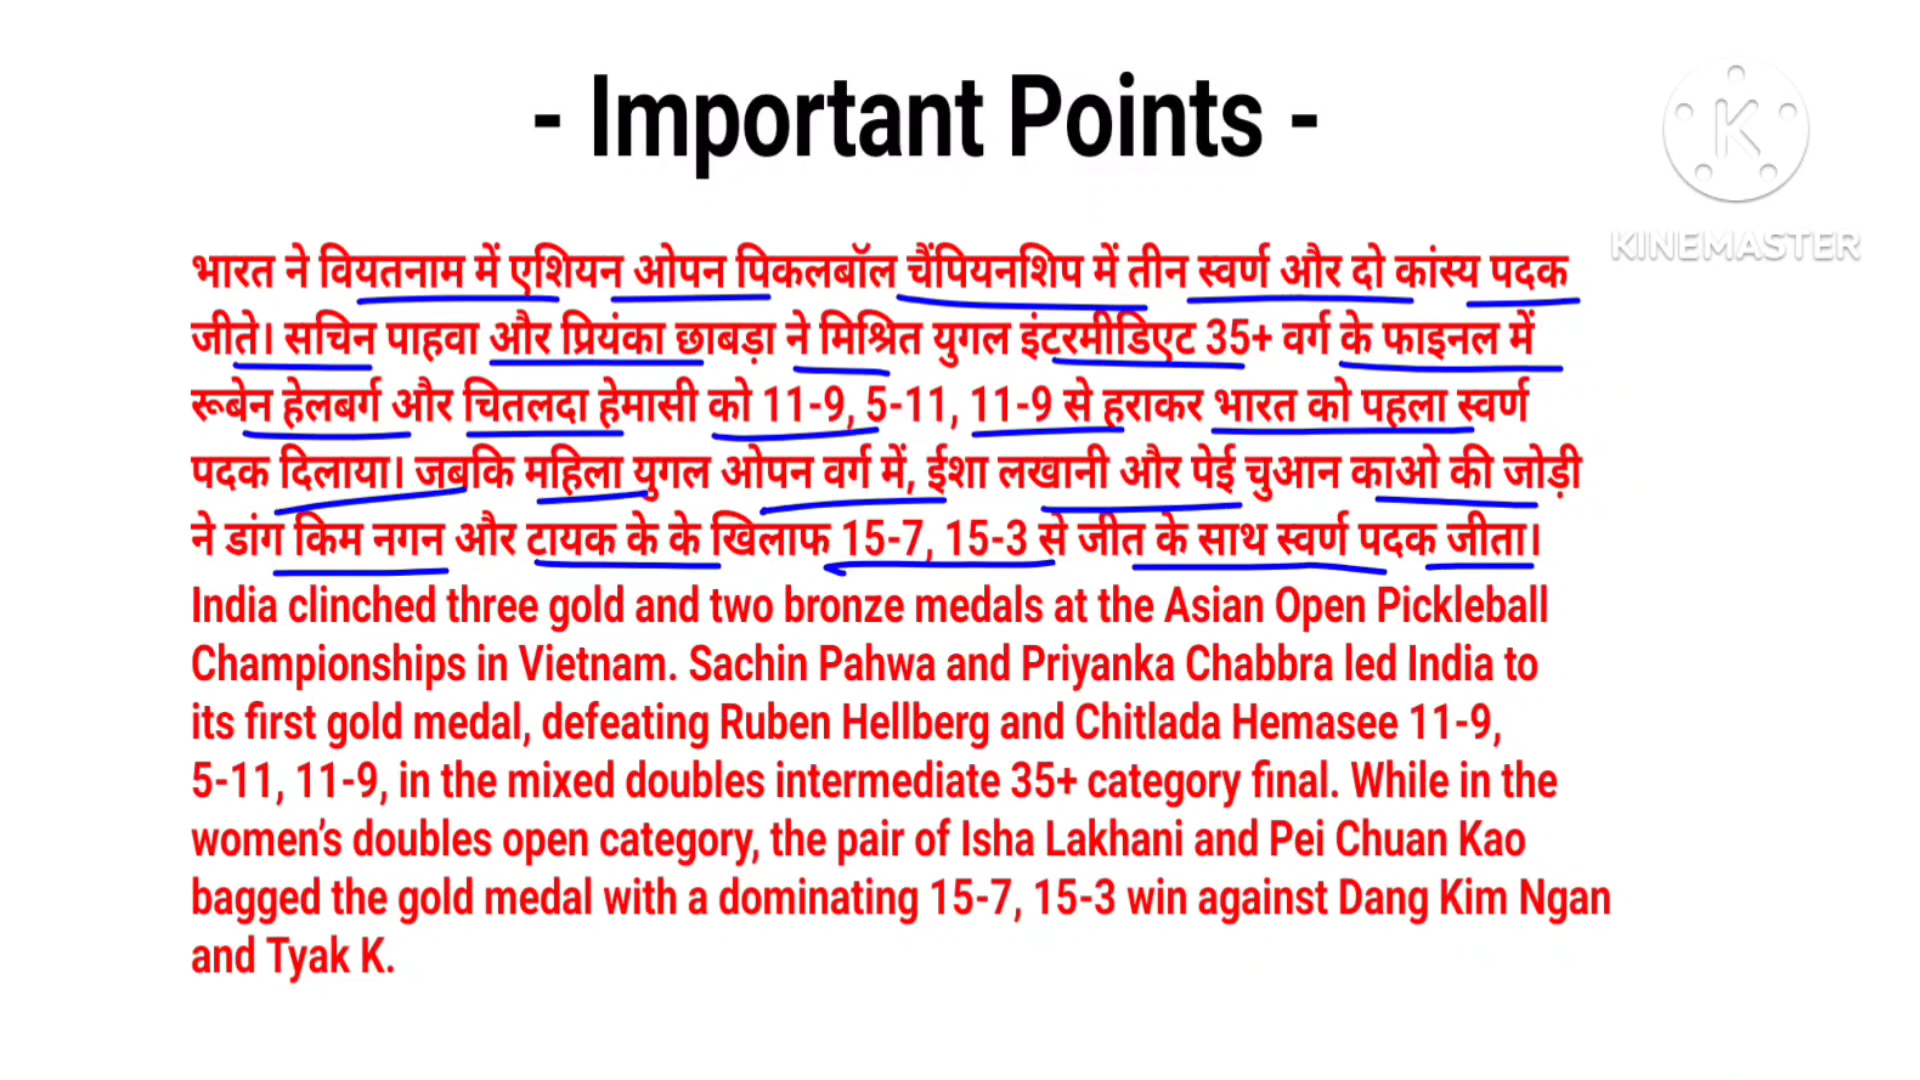 - Important Points -
K
KINEMASTER
भारत ने वियतनाम में एशियन ओपन पिकलबॉल चैंपियनशिप में तीन स्वर्ण और दो कांस्य पदक
जीते। सचिन पाहवा और प्रियंका छाबड़ा ने मिश्रित युगल इंटरमीडिएट 35+ वर्ग के फाइनल में
रूबेन हेलबर्ग और चितलदा हेमासी को 11-9, 5-11, 11-9 से हराकर भारत को पहला स्वर्ण
पदक दिलाया। जबकि महिला युगल ओपन वर्ग में, ईशा लखानी और पेई चुआन काओ की जोड़ी
ने डांग किम नगन और टायक के के खिलाफ 15-7, 15-3 से जीत के साथ स्वर्ण पदक जीता।
India clinched three gold and two bronze medals at the Asian Open Pickleball
Championships in Vietnam. Sachin Pahwa and Priyanka Chabbra led India to
its first gold medal, defeating Ruben Hellberg and Chitlada Hemasee 11-9,
5-11, 11-9, in the mixed doubles intermediate 35+ category final. While in the
women’s doubles open category, the pair of Isha Lakhani and Pei Chuan Kao
bagged the gold medal with a dominating 15-7, 15-3 win against Dang Kim Ngan
and Tyak K.